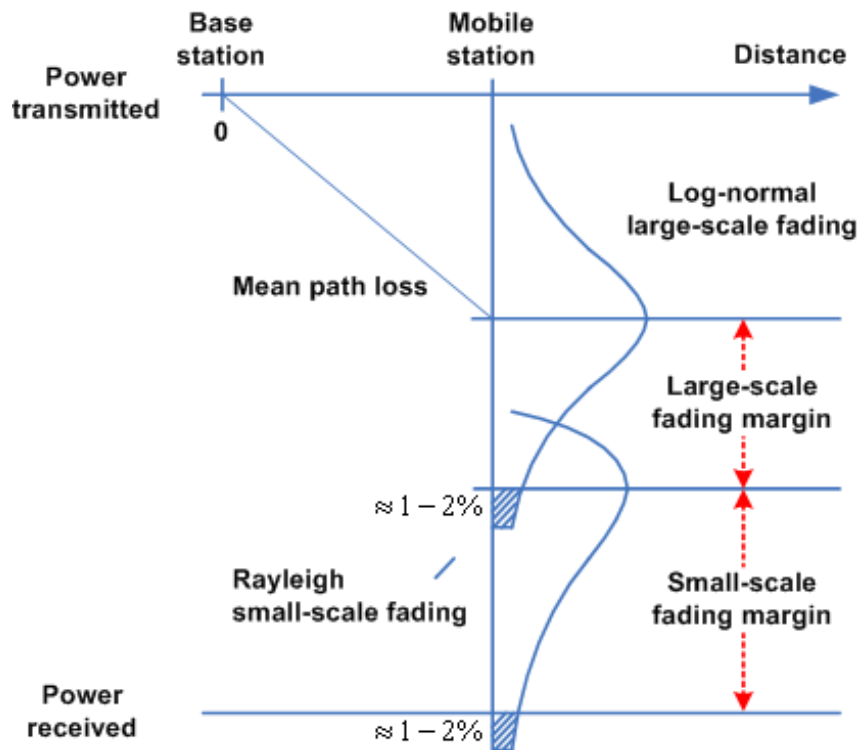 Base
station
Mobile
station
Distance
Power
transmitted
0
Log-normal
large-scale fading
Mean path loss
Large-scale
fading margin
≈ 1 − 2%
Rayleigh
small-scale fading
Small-scale
fading margin
Power
received
≈ 1 − 2%